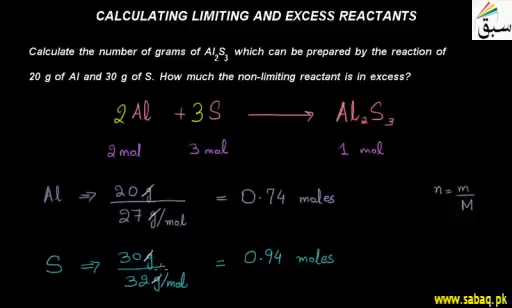 CALCULATING LIMITING AND EXCESS REACTANTS
سبق
Calculate the number of grams of Al2S3 which can be prepared by the reaction of
20 g of Al and 30 g of S. How much the non-limiting reactant is in excess?
2Al + 3S ⟶ Al2S3
2 mol 3 mol 1 mol
Al ⇒ 20 g / 27 g/mol = 0.74 moles n = m/M
S ⇒ 30 g / 32 g/mol = 0.94 moles
www.sabaq.pk